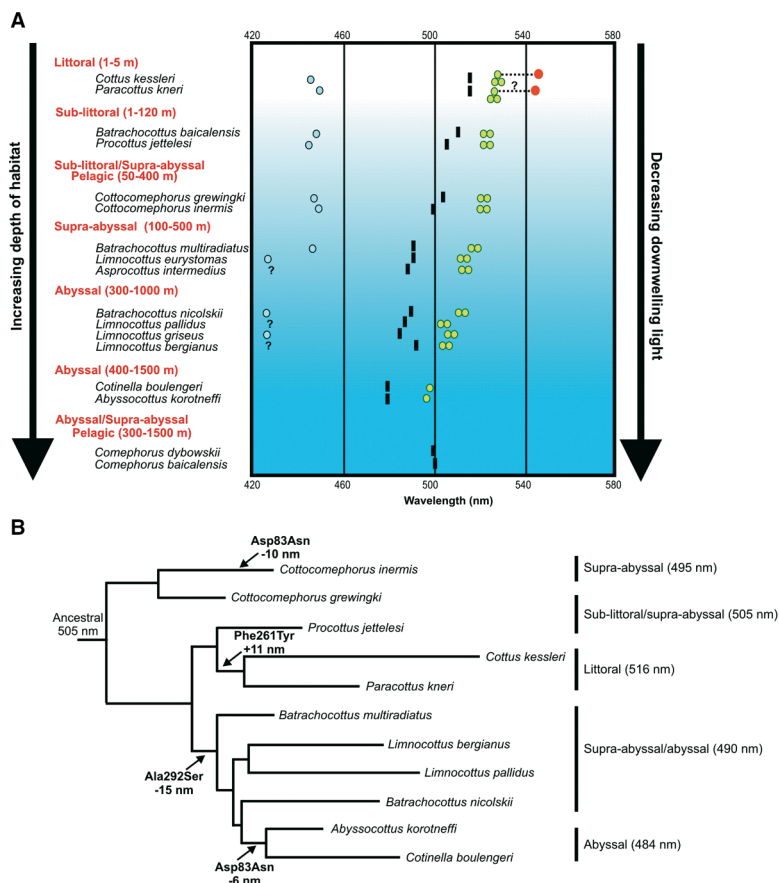 A
420 460 500 540 580
Littoral (1-5 m)
Cottus kessleri
Paracottus kneri
?
Sub-littoral (1-120 m)
Batrachocottus baicalensis
Procottus jettelesi
Sub-littoral/Supra-abyssal
Pelagic (50-400 m)
Cottocomephorus grewingki
Cottocomephorus inermis
Supra-abyssal (100-500 m)
Batrachocottus multiradiatus
Limnocottus eurystomas
Asprocottus intermedius
?
Abyssal (300-1000 m)
Batrachocottus nicolskii
Limnocottus pallidus
?
Limnocottus griseus
Limnocottus bergianus
?
Abyssal (400-1500 m)
Cotinella boulengeri
Abyssocottus korotneffi
Abyssal/Supra-abyssal
Pelagic (300-1500 m)
Comephorus dybowskii
Comephorus baicalensis
420 460 500 540 580
Wavelength (nm)
Increasing depth of habitat
Decreasing downwelling light
B
Asp83Asn
-10 nm
Cottocomephorus inermis
Supra-abyssal (495 nm)
Cottocomephorus grewingki
Sub-littoral/supra-abyssal (505 nm)
Ancestral
505 nm
Procottus jettelesi
Phe261Tyr
+11 nm
Cottus kessleri
Littoral (516 nm)
Paracottus kneri
Batrachocottus multiradiatus
Limnocottus bergianus
Supra-abyssal/abyssal (490 nm)
Ala292Ser
-15 nm
Limnocottus pallidus
Batrachocottus nicolskii
Abyssocottus korotneffi
Abyssal (484 nm)
Cotinella boulengeri
Asp83Asn
-6 nm